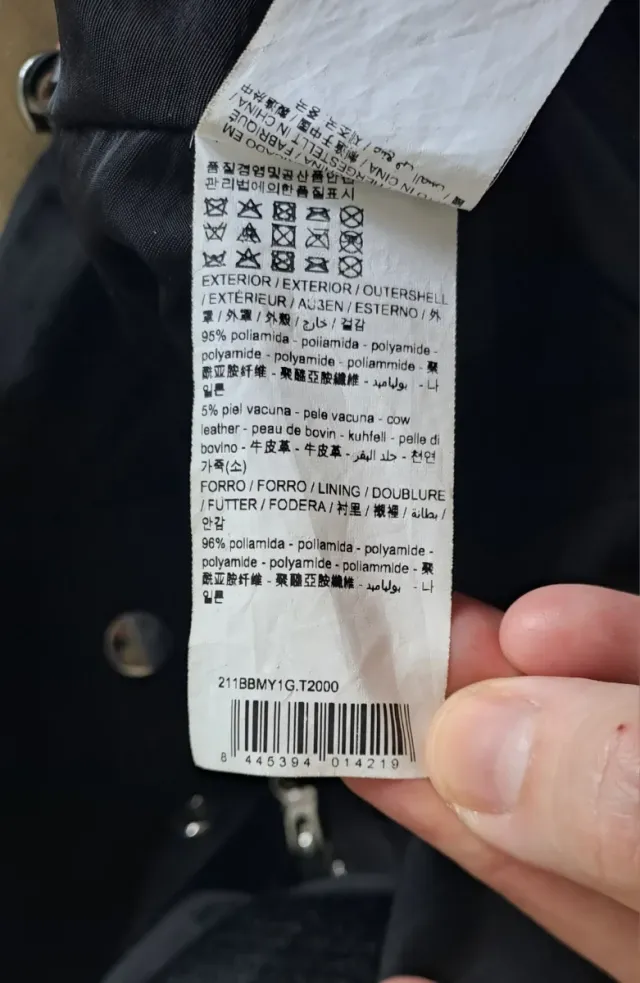 품질경영및공산품안전
관리법에의한품질표시
EXTERIOR / EXTERIOR / OUTERSHELL
/ EXTÉRIEUR / AUßEN / ESTERNO / 外
罩 / 外罩 / 外殼 / خارج / 겉감
95% poliamida - poliamida - polyamide -
polyamide - polyamide - poliammide - 聚
酰亚胺纤维 - 聚醯亞胺纖維 - بولياميد - 나
일론
5% piel vacuna - pele vacuna - cow
leather - peau de bovin - kuhfell - pelle di
bovino - 牛皮革 - 牛皮革 - جلد البقر - 천연
가죽(소)
FORRO / FORRO / LINING / DOUBLURE
/ FUTTER / FODERA / 衬里 / 襯裡 / بطانة /
안감
96% poliamida - poliamida - polyamide -
polyamide - polyamide - poliammide - 聚
酰亚胺纤维 - 聚醯亞胺纖維 - بولياميد - 나
일론
211BBMY1G.T2000
8 445394 014219